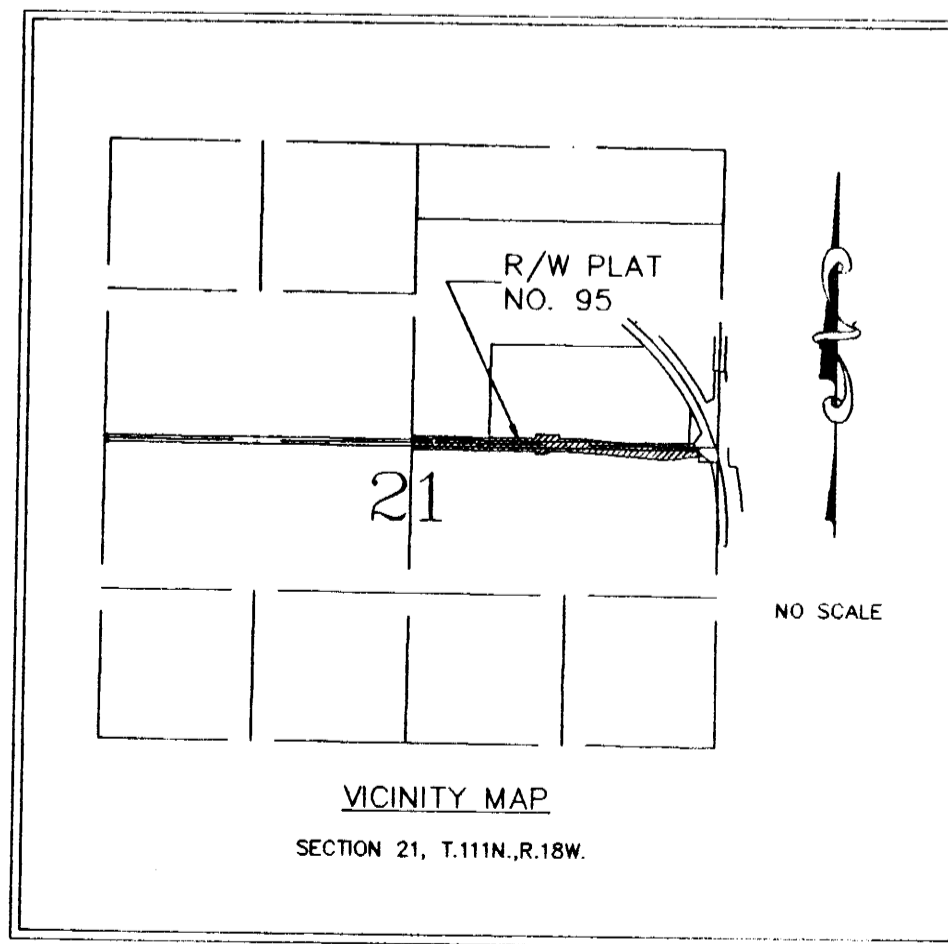 R/W PLAT
NO. 95
21
NO SCALE
VICINITY MAP
SECTION 21, T.111N.,R.18W.